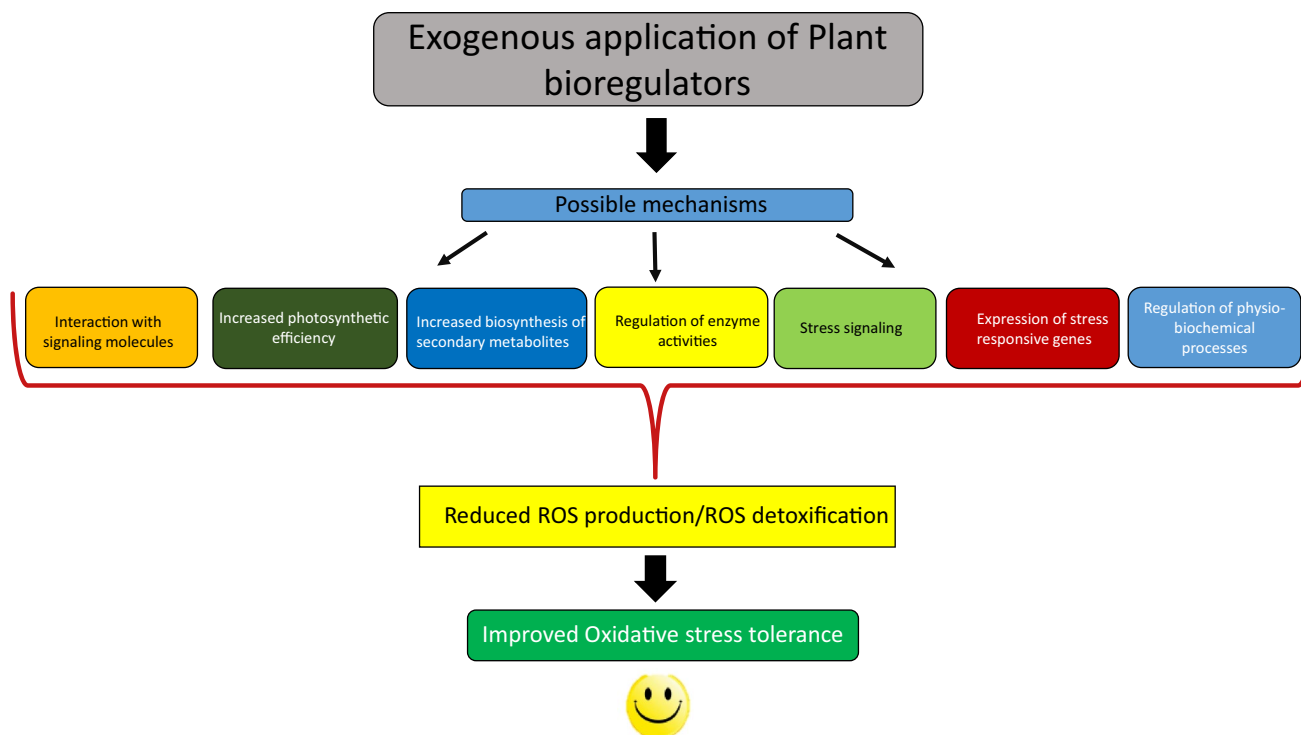 Exogenous application of Plant
bioregulators
Possible mechanisms
Interaction with
signaling molecules
Increased photosynthetic
efficiency
Increased biosynthesis of
secondary metabolites
Regulation of enzyme
activities
Stress signaling
Expression of stress
responsive genes
Regulation of physio-
biochemical
processes
Reduced ROS production/ROS detoxification
Improved Oxidative stress tolerance